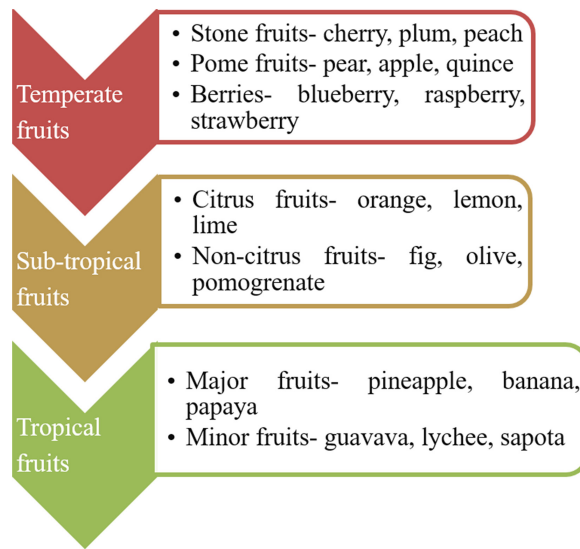 Temperate
fruits
• Stone fruits- cherry, plum, peach
• Pome fruits- pear, apple, quince
• Berries- blueberry, raspberry,
strawberry
Sub-tropical
fruits
• Citrus fruits- orange, lemon,
lime
• Non-citrus fruits- fig, olive,
pomogrenate
Tropical
fruits
• Major fruits- pineapple, banana,
papaya
• Minor fruits- guavava, lychee, sapota